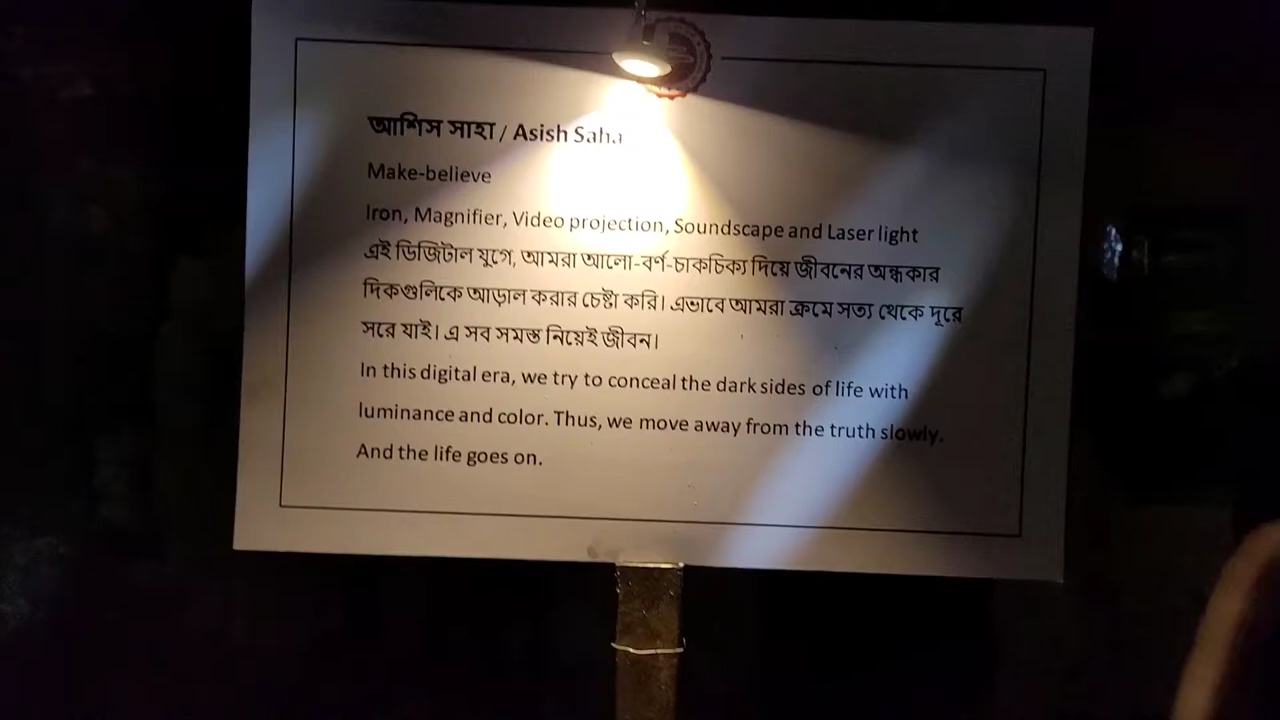 আশিস সাহা / Asish Saha
Make-believe
Iron, Magnifier, Video projection, Soundscape and Laser light
এই ডিজিটাল যুগে, আমরা আলো-বর্ণ-চাকচিক্য দিয়ে জীবনের অন্ধকার
দিকগুলিকে আড়াল করার চেষ্টা করি। এভাবে আমরা ক্রমে সত্য থেকে দূরে
সরে যাই। এ সব সমস্ত নিয়েই জীবন।
In this digital era, we try to conceal the dark sides of life with
luminance and color. Thus, we move away from the truth slowly.
And the life goes on.